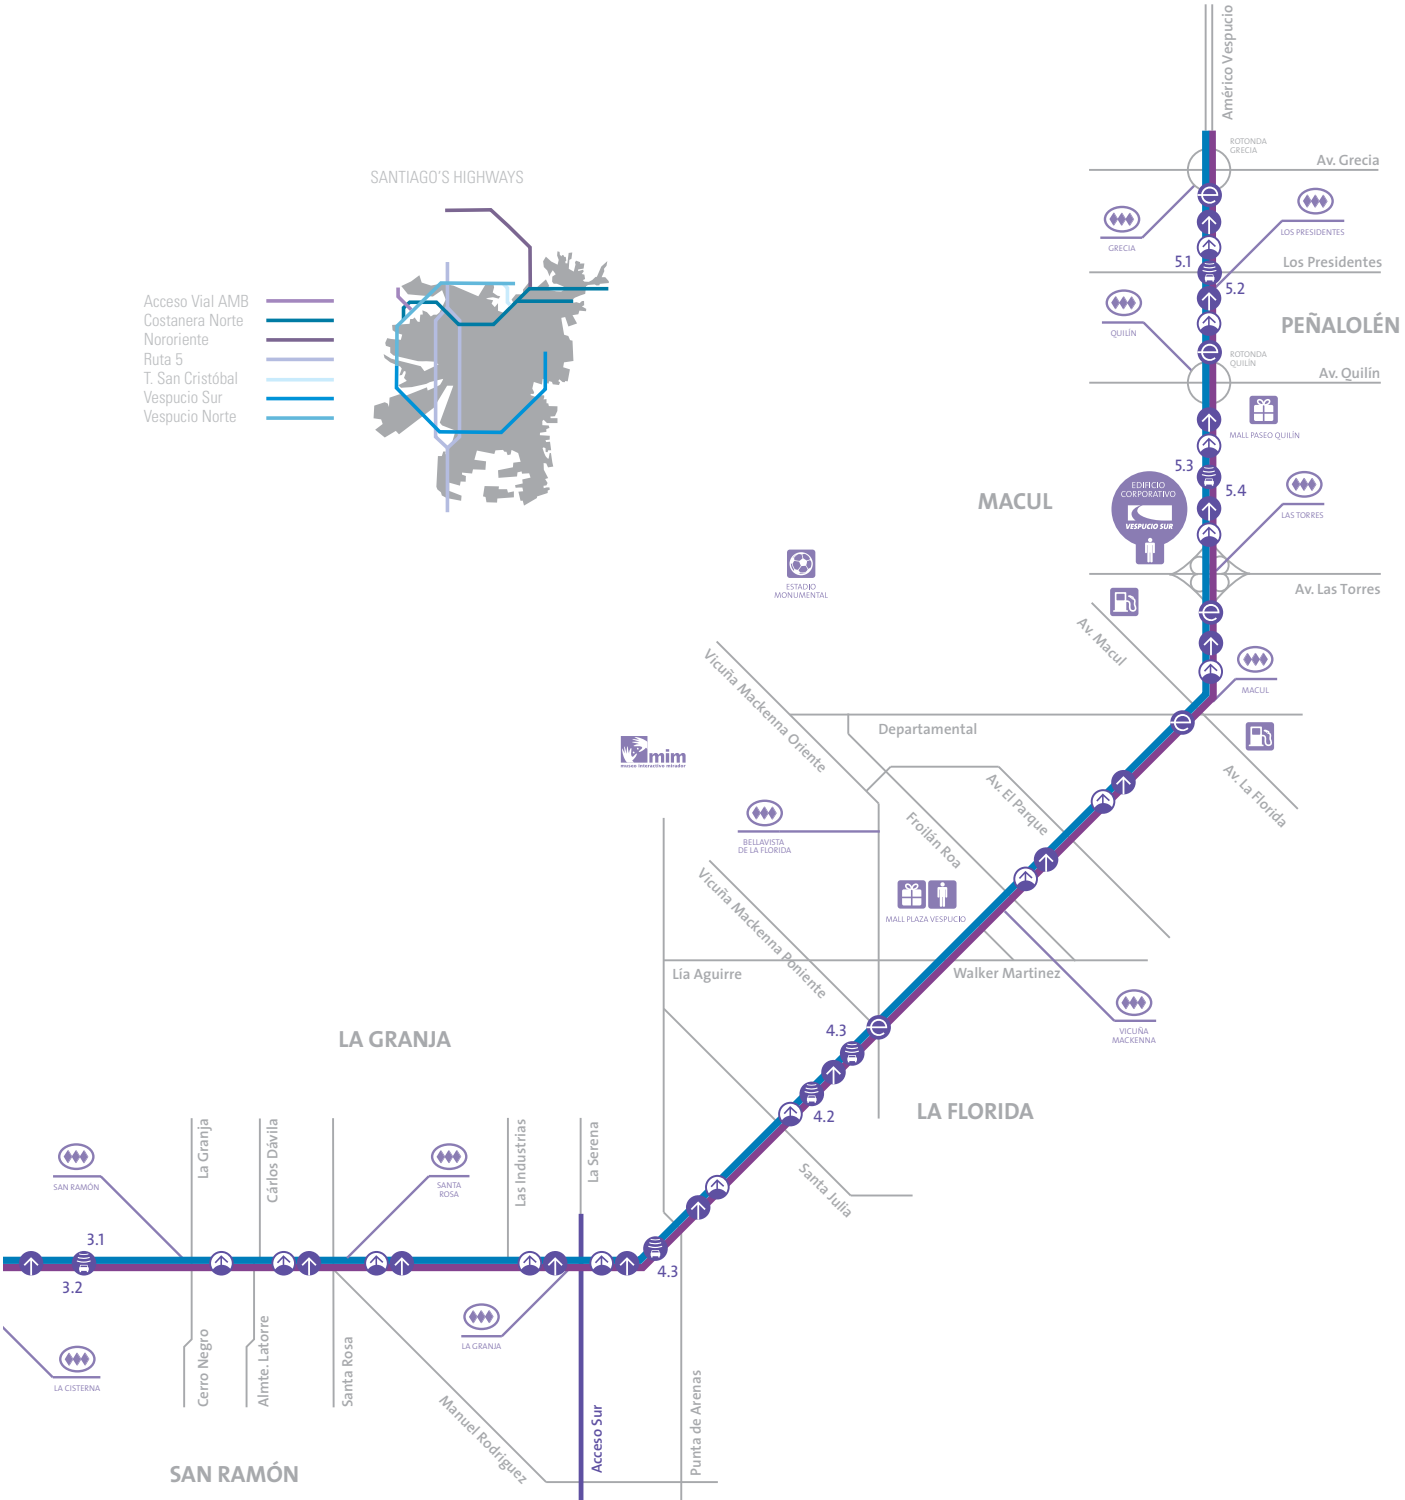 Américo Vespucio
ROTONDA
GRECIA
Av. Grecia
SANTIAGO'S HIGHWAYS
GRECIA
LOS PRESIDENTES
5.1
Los Presidentes
5.2
Acceso Vial AMB
Costanera Norte
Nororiente
Ruta 5
T. San Cristóbal
Vespucio Sur
Vespucio Norte
QUILÍN
PEÑALOLÉN
ROTONDA
QUILÍN
Av. Quilín
MALL PASEO QUILÍN
5.3
5.4
MACUL
EDIFICIO
CORPORATIVO
VESPUCIO SUR
LAS TORRES
ESTADIO
MONUMENTAL
Av. Las Torres
Av. Macul
MACUL
Vicuña Mackenna Oriente
Departamental
mim
museo interactivo mirador
Av. La Florida
Av. El Parque
Froilán Roa
BELLAVISTA
DE LA FLORIDA
Vicuña Mackenna Poniente
MALL PLAZA VESPUCIO
Lía Aguirre
Walker Martínez
VICUÑA
MACKENNA
LA GRANJA
4.3
4.2
LA FLORIDA
La Granja
Cárlos Dávila
Las Industrias
La Serena
SAN RAMÓN
SANTA
ROSA
Santa Julia
3.1
3.2
4.3
LA GRANJA
LA CISTERNA
Cerro Negro
Almte. Latorre
Santa Rosa
Manuel Rodriguez
Acceso Sur
Punta de Arenas
SAN RAMÓN